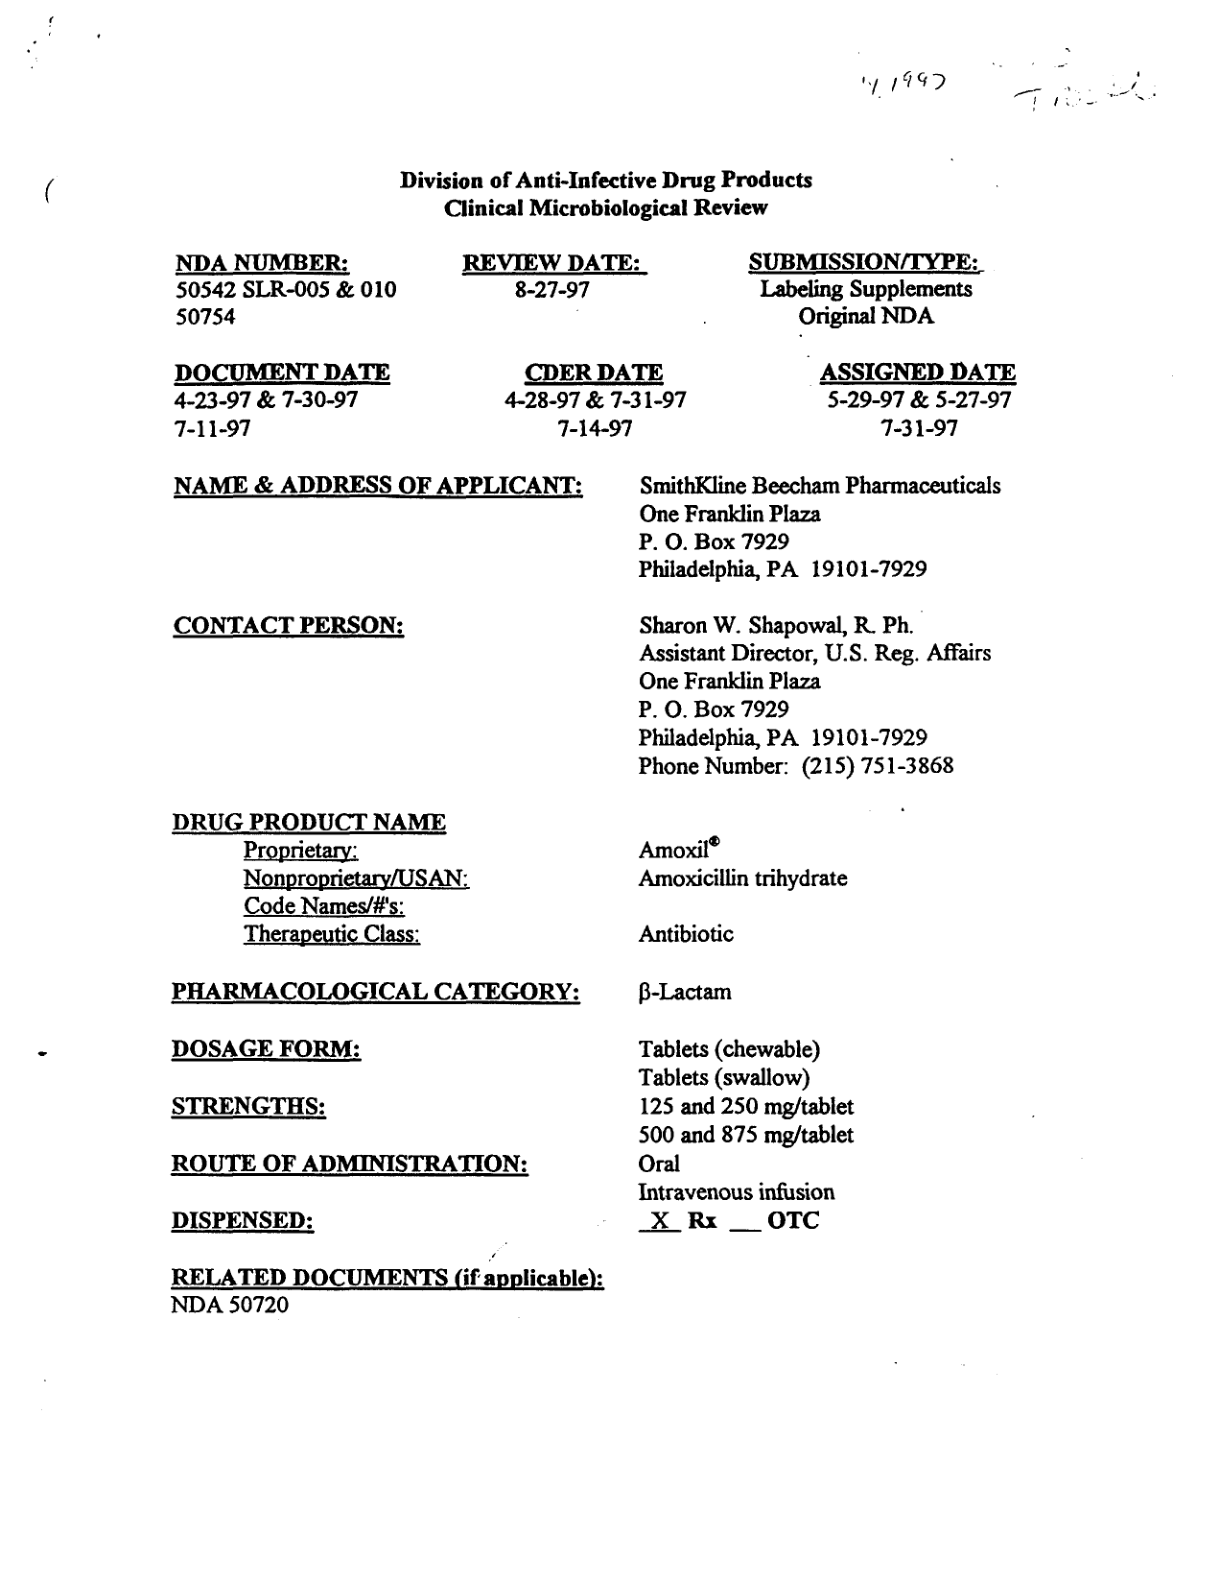 1997
Division of Anti-Infective Drug Products
Clinical Microbiological Review
NDA NUMBER: REVIEW DATE: SUBMISSION/TYPE:
50542 SLR-005 & 010 8-27-97 Labeling Supplements
50754 Original NDA
DOCUMENT DATE CDER DATE ASSIGNED DATE
4-23-97 & 7-30-97 4-28-97 & 7-31-97 5-29-97 & 5-27-97
7-11-97 7-14-97 7-31-97
NAME & ADDRESS OF APPLICANT: SmithKline Beecham Pharmaceuticals
One Franklin Plaza
P. O. Box 7929
Philadelphia, PA 19101-7929
CONTACT PERSON: Sharon W. Shapowal, R. Ph.
Assistant Director, U.S. Reg. Affairs
One Franklin Plaza
P. O. Box 7929
Philadelphia, PA 19101-7929
Phone Number: (215) 751-3868
DRUG PRODUCT NAME
Proprietary: Amoxil®
Nonproprietary/USAN: Amoxicillin trihydrate
Code Names/#'s:
Therapeutic Class: Antibiotic
PHARMACOLOGICAL CATEGORY: β-Lactam
DOSAGE FORM: Tablets (chewable)
Tablets (swallow)
STRENGTHS: 125 and 250 mg/tablet
500 and 875 mg/tablet
ROUTE OF ADMINISTRATION: Oral
Intravenous infusion
DISPENSED: _X_ Rx __ OTC
RELATED DOCUMENTS (if applicable):
NDA 50720